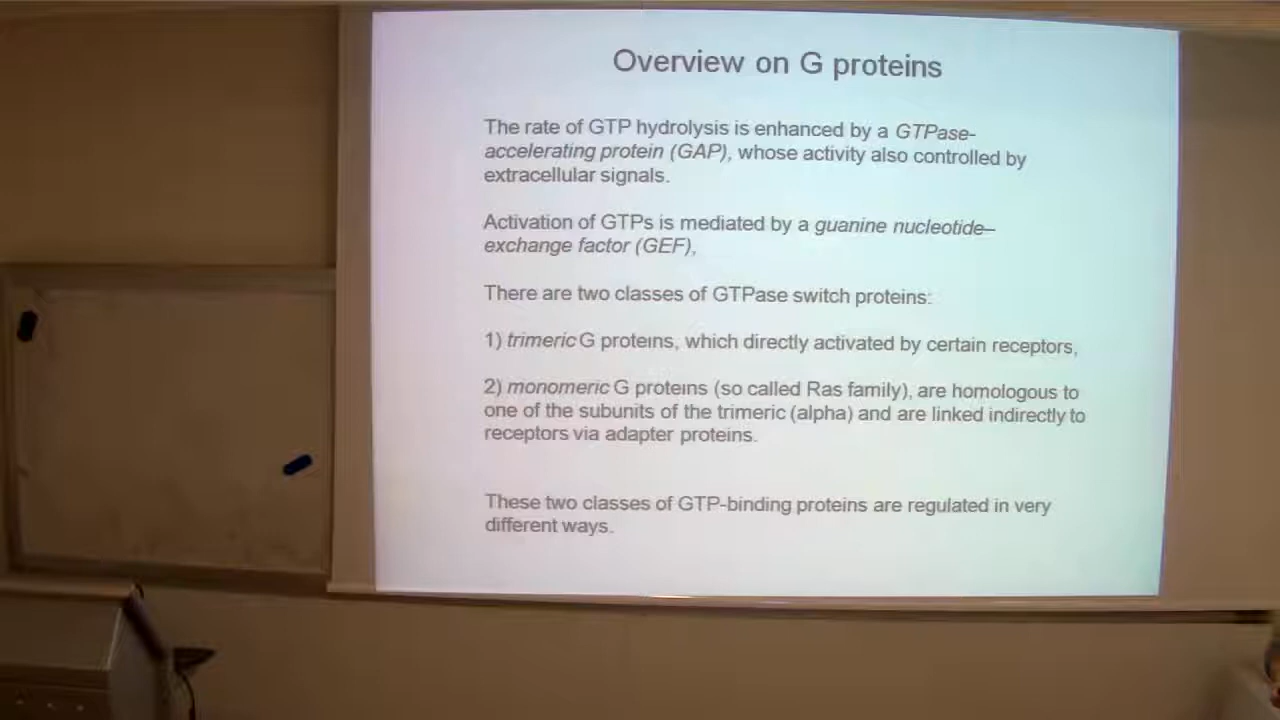 Overview on G proteins
The rate of GTP hydrolysis is enhanced by a GTPase-
accelerating protein (GAP), whose activity also controlled by
extracellular signals.
Activation of GTPs is mediated by a guanine nucleotide–
exchange factor (GEF),
There are two classes of GTPase switch proteins:
1) trimeric G proteins, which directly activated by certain receptors,
2) monomeric G proteins (so called Ras family), are homologous to
one of the subunits of the trimeric (alpha) and are linked indirectly to
receptors via adapter proteins.
These two classes of GTP-binding proteins are regulated in very
different ways.